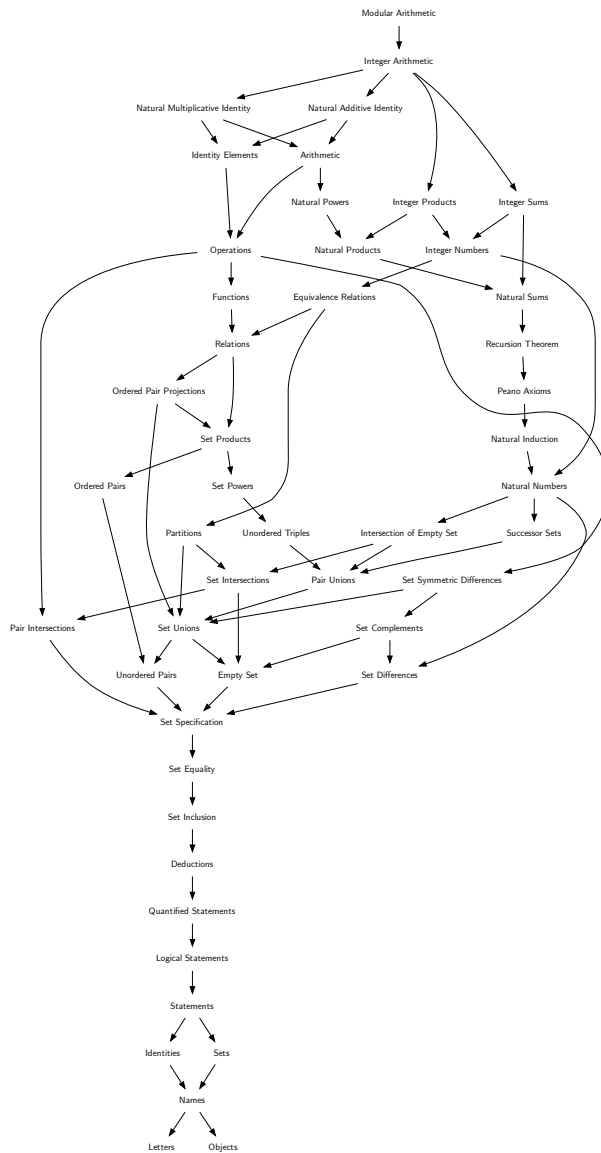 Modular Arithmetic
Integer Arithmetic
Natural Multiplicative Identity
Natural Additive Identity
Identity Elements
Arithmetic
Natural Powers
Integer Products
Integer Sums
Operations
Natural Products
Integer Numbers
Functions
Equivalence Relations
Natural Sums
Relations
Recursion Theorem
Ordered Pair Projections
Peano Axioms
Set Products
Natural Induction
Ordered Pairs
Set Powers
Natural Numbers
Partitions
Unordered Triples
Intersection of Empty Set
Successor Sets
Set Intersections
Pair Unions
Set Symmetric Differences
Pair Intersections
Set Unions
Set Complements
Unordered Pairs
Empty Set
Set Differences
Set Specification
Set Equality
Set Inclusion
Deductions
Quantified Statements
Logical Statements
Statements
Identities
Sets
Names
Letters
Objects